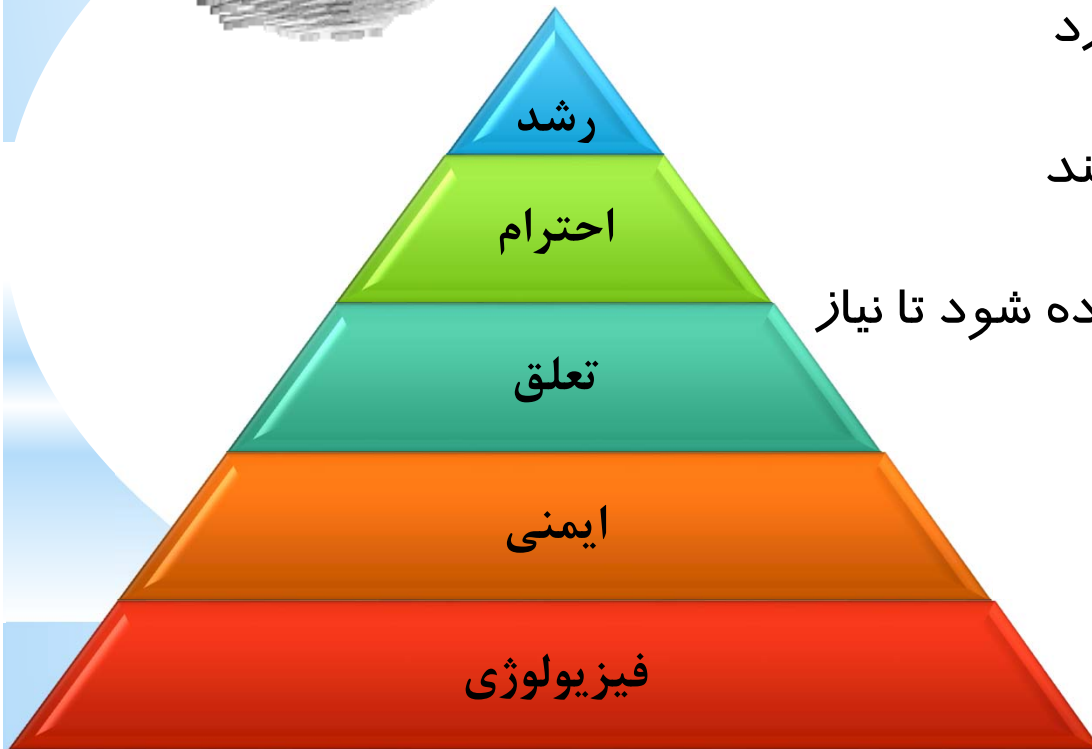 رشد
احترام
شود تا نیاز
تعلق
ایمنی
فیزیولوژی